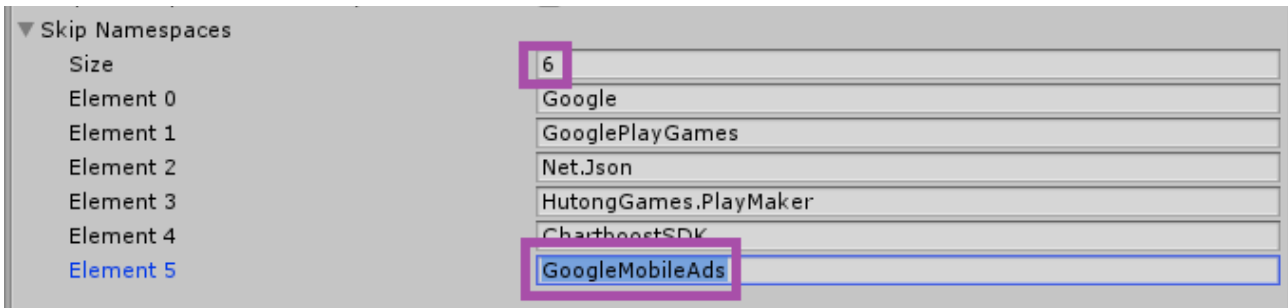 Skip Namespaces
Size 6
Element 0 Google
Element 1 GooglePlayGames
Element 2 Net.Json
Element 3 HutongGames.PlayMaker
Element 4 ChartboostSDK
Element 5 GoogleMobileAds